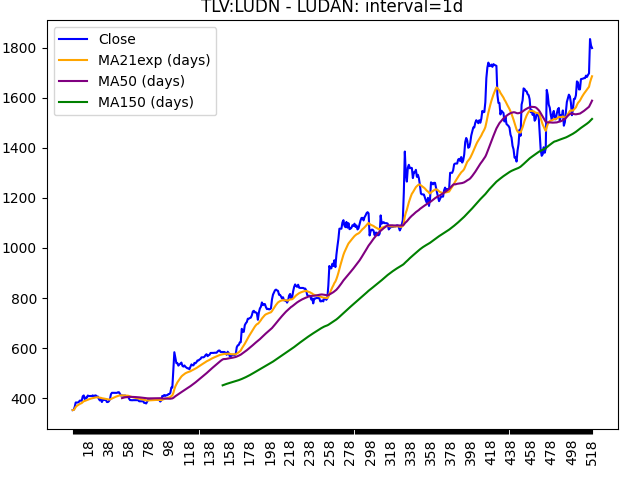 TLV:LUDN - LUDAN: interval=1d
Close
MA21exp (days)
MA50 (days)
MA150 (days)
1800
1600
1400
1200
1000
800
600
400
18 38 58 78 98 118 138 158 178 198 218 238 258 278 298 318 338 358 378 398 418 438 458 478 498 518